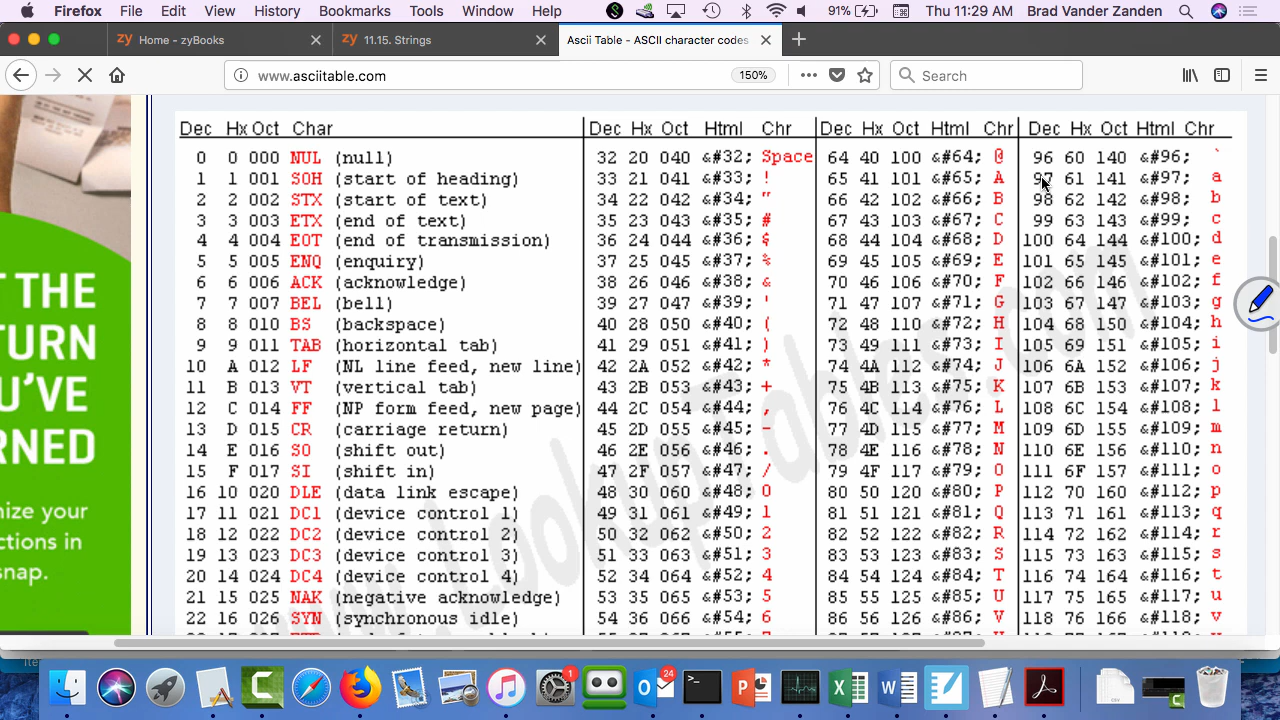 Firefox File Edit View History Bookmarks Tools Window Help 91% Thu 11:29 AM Brad Vander Zanden
Home - zyBooks 11.15. Strings Ascii Table - ASCII character codes
www.asciitable.com 150% Search
T THE
TURN
U'VE
RNED
nize your
ctions in
snap.
Dec Hx Oct Char Dec Hx Oct Html Chr Dec Hx Oct Html Chr Dec Hx Oct Html Chr
0 0 000 NUL (null) 32 20 040 &#32; Space 64 40 100 &#64; @ 96 60 140 &#96; `
1 1 001 SOH (start of heading) 33 21 041 &#33; ! 65 41 101 &#65; A 97 61 141 &#97; a
2 2 002 STX (start of text) 34 22 042 &#34; " 66 42 102 &#66; B 98 62 142 &#98; b
3 3 003 ETX (end of text) 35 23 043 &#35; # 67 43 103 &#67; C 99 63 143 &#99; c
4 4 004 EOT (end of transmission) 36 24 044 &#36; $ 68 44 104 &#68; D 100 64 144 &#100; d
5 5 005 ENQ (enquiry) 37 25 045 &#37; % 69 45 105 &#69; E 101 65 145 &#101; e
6 6 006 ACK (acknowledge) 38 26 046 &#38; & 70 46 106 &#70; F 102 66 146 &#102; f
7 7 007 BEL (bell) 39 27 047 &#39; ' 71 47 107 &#71; G 103 67 147 &#103; g
8 8 010 BS (backspace) 40 28 050 &#40; ( 72 48 110 &#72; H 104 68 150 &#104; h
9 9 011 TAB (horizontal tab) 41 29 051 &#41; ) 73 49 111 &#73; I 105 69 151 &#105; i
10 A 012 LF (NL line feed, new line) 42 2A 052 &#42; * 74 4A 112 &#74; J 106 6A 152 &#106; j
11 B 013 VT (vertical tab) 43 2B 053 &#43; + 75 4B 113 &#75; K 107 6B 153 &#107; k
12 C 014 FF (NP form feed, new page) 44 2C 054 &#44; , 76 4C 114 &#76; L 108 6C 154 &#108; l
13 D 015 CR (carriage return) 45 2D 055 &#45; - 77 4D 115 &#77; M 109 6D 155 &#109; m
14 E 016 SO (shift out) 46 2E 056 &#46; . 78 4E 116 &#78; N 110 6E 156 &#110; n
15 F 017 SI (shift in) 47 2F 057 &#47; / 79 4F 117 &#79; O 111 6F 157 &#111; o
16 10 020 DLE (data link escape) 48 30 060 &#48; 0 80 50 120 &#80; P 112 70 160 &#112; p
17 11 021 DC1 (device control 1) 49 31 061 &#49; 1 81 51 121 &#81; Q 113 71 161 &#113; q
18 12 022 DC2 (device control 2) 50 32 062 &#50; 2 82 52 122 &#82; R 114 72 162 &#114; r
19 13 023 DC3 (device control 3) 51 33 063 &#51; 3 83 53 123 &#83; S 115 73 163 &#115; s
20 14 024 DC4 (device control 4) 52 34 064 &#52; 4 84 54 124 &#84; T 116 74 164 &#116; t
21 15 025 NAK (negative acknowledge) 53 35 065 &#53; 5 85 55 125 &#85; U 117 75 165 &#117; u
22 16 026 SYN (synchronous idle) 54 36 066 &#54; 6 86 56 126 &#86; V 118 76 166 &#118; v
www.LookupTables.com
1 24